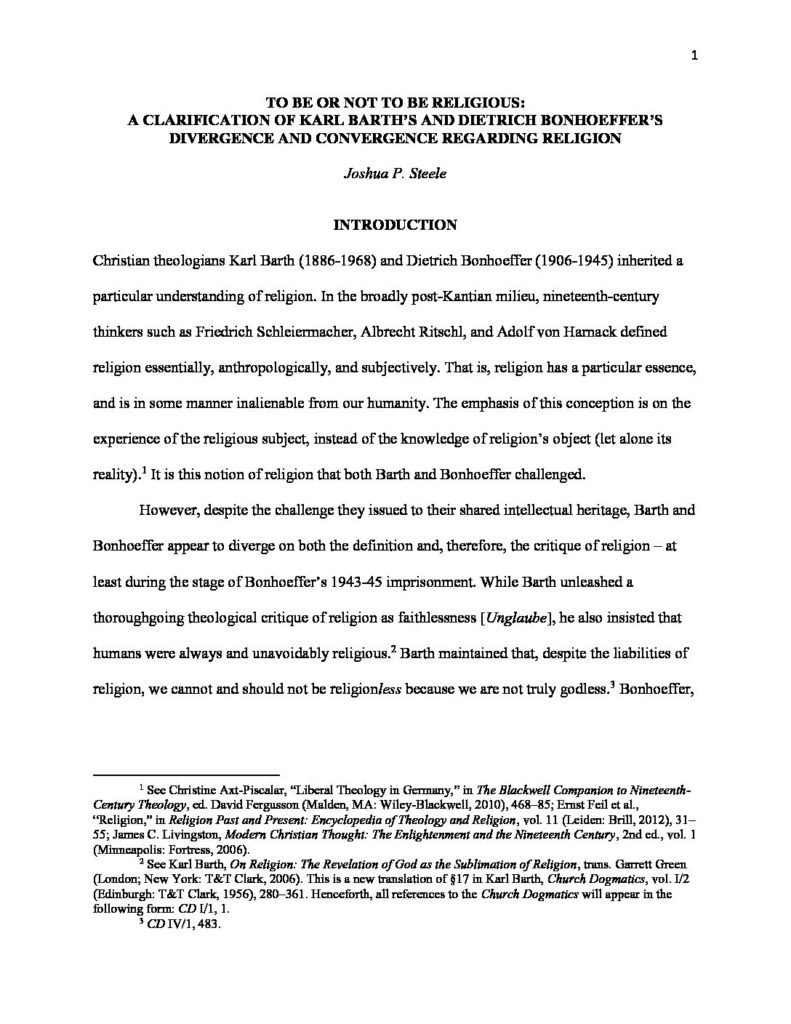 1
TO BE OR NOT TO BE RELIGIOUS:
A CLARIFICATION OF KARL BARTH’S AND DIETRICH BONHOEFFER’S
DIVERGENCE AND CONVERGENCE REGARDING RELIGION
Joshua P. Steele
INTRODUCTION
Christian theologians Karl Barth (1886-1968) and Dietrich Bonhoeffer (1906-1945) inherited a
particular understanding of religion. In the broadly post-Kantian milieu, nineteenth-century
thinkers such as Friedrich Schleiermacher, Albrecht Ritschl, and Adolf von Harnack defined
religion essentially, anthropologically, and subjectively. That is, religion has a particular essence,
and is in some manner inalienable from our humanity. The emphasis of this conception is on the
experience of the religious subject, instead of the knowledge of religion’s object (let alone its
reality).1 It is this notion of religion that both Barth and Bonhoeffer challenged.
However, despite the challenge they issued to their shared intellectual heritage, Barth and
Bonhoeffer appear to diverge on both the definition and, therefore, the critique of religion – at
least during the stage of Bonhoeffer’s 1943-45 imprisonment. While Barth unleashed a
thoroughgoing theological critique of religion as faithlessness [Unglaube], he also insisted that
humans were always and unavoidably religious.2 Barth maintained that, despite the liabilities of
religion, we cannot and should not be religionless because we are not truly godless.3 Bonhoeffer,
1 See Christine Axt-Piscalar, “Liberal Theology in Germany,” in The Blackwell Companion to Nineteenth-
Century Theology, ed. David Fergusson (Malden, MA: Wiley-Blackwell, 2010), 468–85; Ernst Feil et al.,
“Religion,” in Religion Past and Present: Encyclopedia of Theology and Religion, vol. 11 (Leiden: Brill, 2012), 31–
55; James C. Livingston, Modern Christian Thought: The Enlightenment and the Nineteenth Century, 2nd ed., vol. 1
(Minneapolis: Fortress, 2006).
2 See Karl Barth, On Religion: The Revelation of God as the Sublimation of Religion, trans. Garrett Green
(London; New York: T&T Clark, 2006). This is a new translation of §17 in Karl Barth, Church Dogmatics, vol. I/2
(Edinburgh: T&T Clark, 1956), 280–361. Henceforth, all references to the Church Dogmatics will appear in the
following form: CD I/1, 1.
3 CD IV/1, 483.